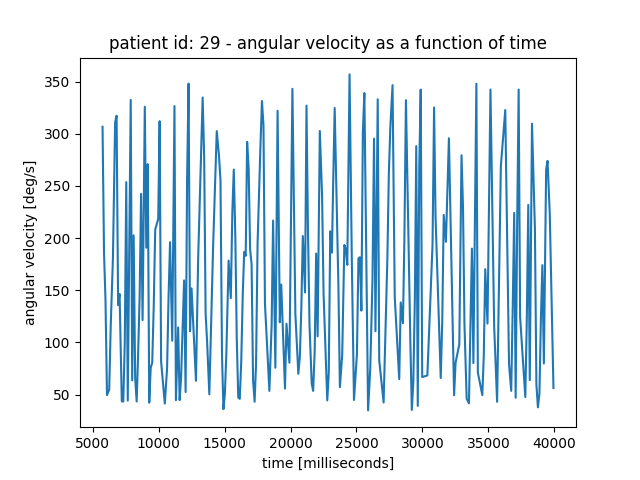 patient id: 29 - angular velocity as a function of time
350
300
250
200
150
100
50
angular velocity [deg/s]
5000 10000 15000 20000 25000 30000 35000 40000
time [milliseconds]